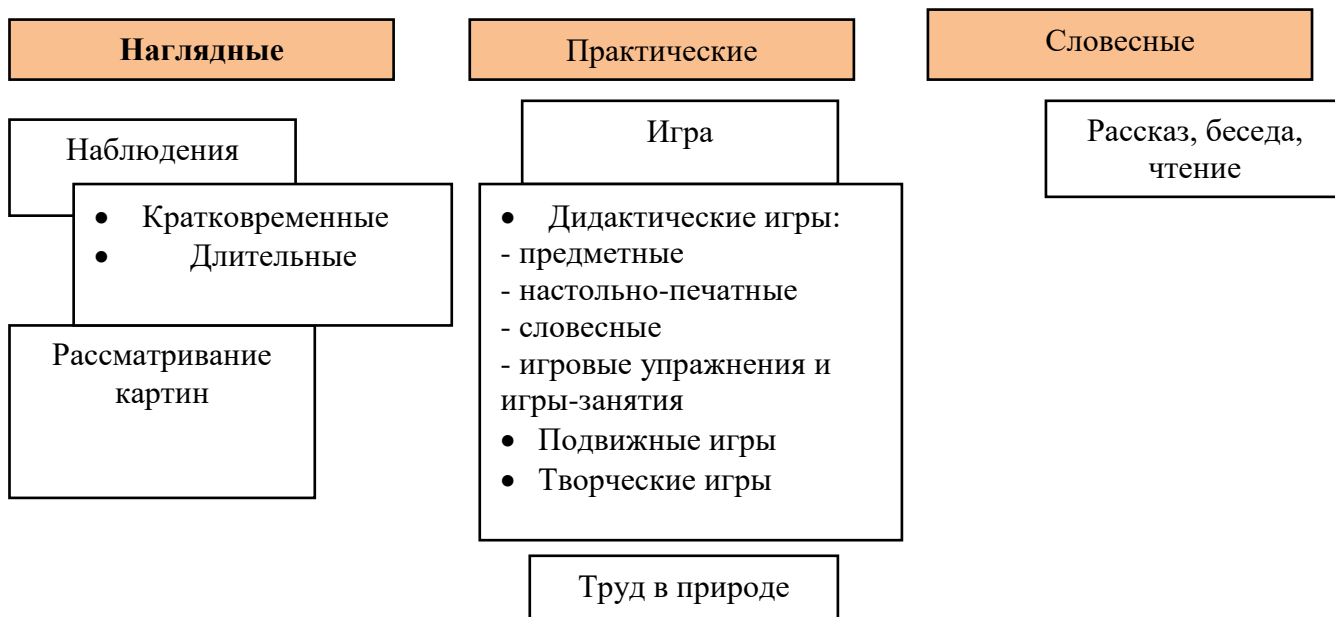 Наглядные
Практические
Словесные
Наблюдения
• Кратковременные
• Длительные
Рассматривание
картин
Игра
• Дидактические игры:
- предметные
- настольно-печатные
- словесные
- игровые упражнения и
игры-занятия
• Подвижные игры
• Творческие игры
Труд в природе
Рассказ, беседа,
чтение